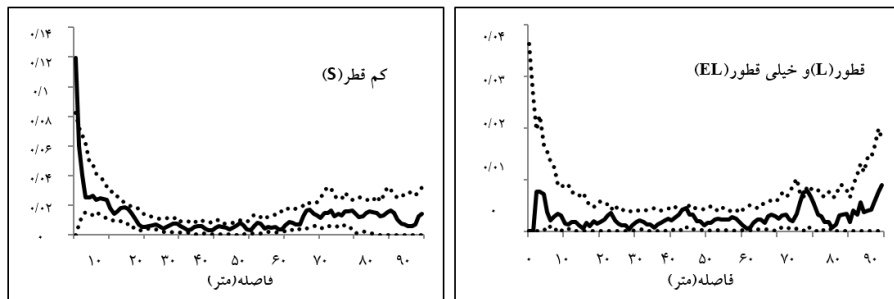 ۰/۱۴
۰/۱۲
۰/۱
۰/۰۸
۰/۰۶
۰/۰۴
۰/۰۲
۰
کم قطر(S)
۱۰ ۲۰ ۳۰ ۴۰ ۵۰ ۶۰ ۷۰ ۸۰ ۹۰
فاصله(متر)
۰/۰۴
۰/۰۳
۰/۰۲
۰/۰۱
۰
قطور(L)و خیلی قطور(EL)
۰ ۱۰ ۲۰ ۳۰ ۴۰ ۵۰ ۶۰ ۷۰ ۸۰ ۹۰
فاصله(متر)